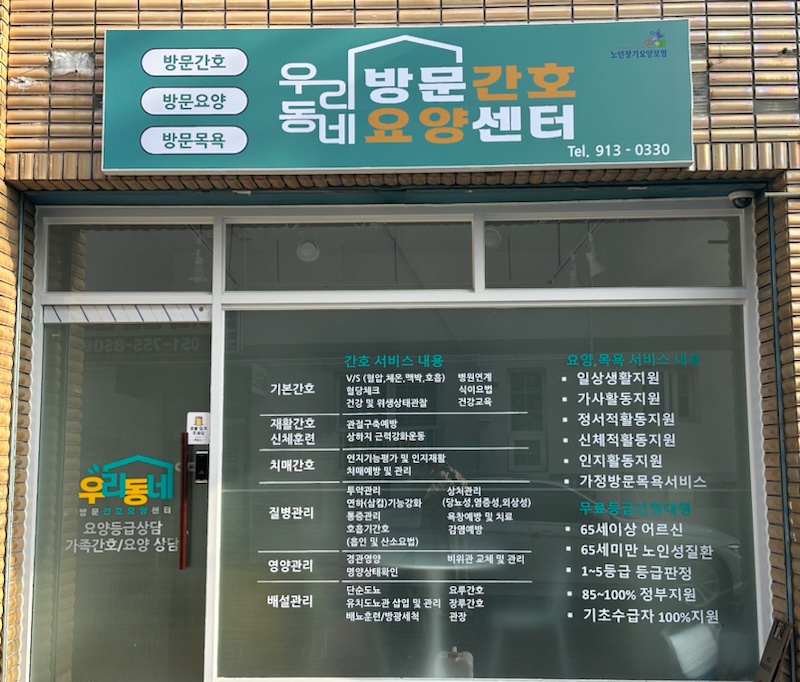 방문간호
방문요양
방문목욕
우리동네
방문간호
요양센터
노인장기요양보험
Tel. 913 - 0330
간호 서비스 내용
기본간호
V/S (혈압,체온,맥박,호흡)
혈당체크
건강 및 위생상태관찰
병원연계
식이요법
건강교육
재활간호
신체훈련
관절구축예방
상하지 근력강화운동
치매간호
인지기능평가 및 인지재활
치매예방 및 관리
질병관리
투약관리
연하(삼킴)기능강화
통증관리
호흡기간호
(흡인 및 산소요법)
상처관리
(당뇨성,염증성,외상성)
욕창예방 및 치료
감염예방
영양관리
경관영양
영양상태확인
비위관 교체 및 관리
배설관리
단순도뇨
유치도뇨관 삽입 및 관리
배뇨훈련/방광세척
요루간호
장루간호
관장
요양,목욕 서비스 내용
▪ 일상생활지원
▪ 가사활동지원
▪ 정서적활동지원
▪ 신체적활동지원
▪ 인지활동지원
▪ 가정방문목욕서비스
무료등급신청대행
▪ 65세이상 어르신
▪ 65세미만 노인성질환
▪ 1~5등급 등급판정
▪ 85~100% 정부지원
▪ 기초수급자 100%지원
우리동네
방문간호요양센터
요양등급상담
가족간호/요양 상담